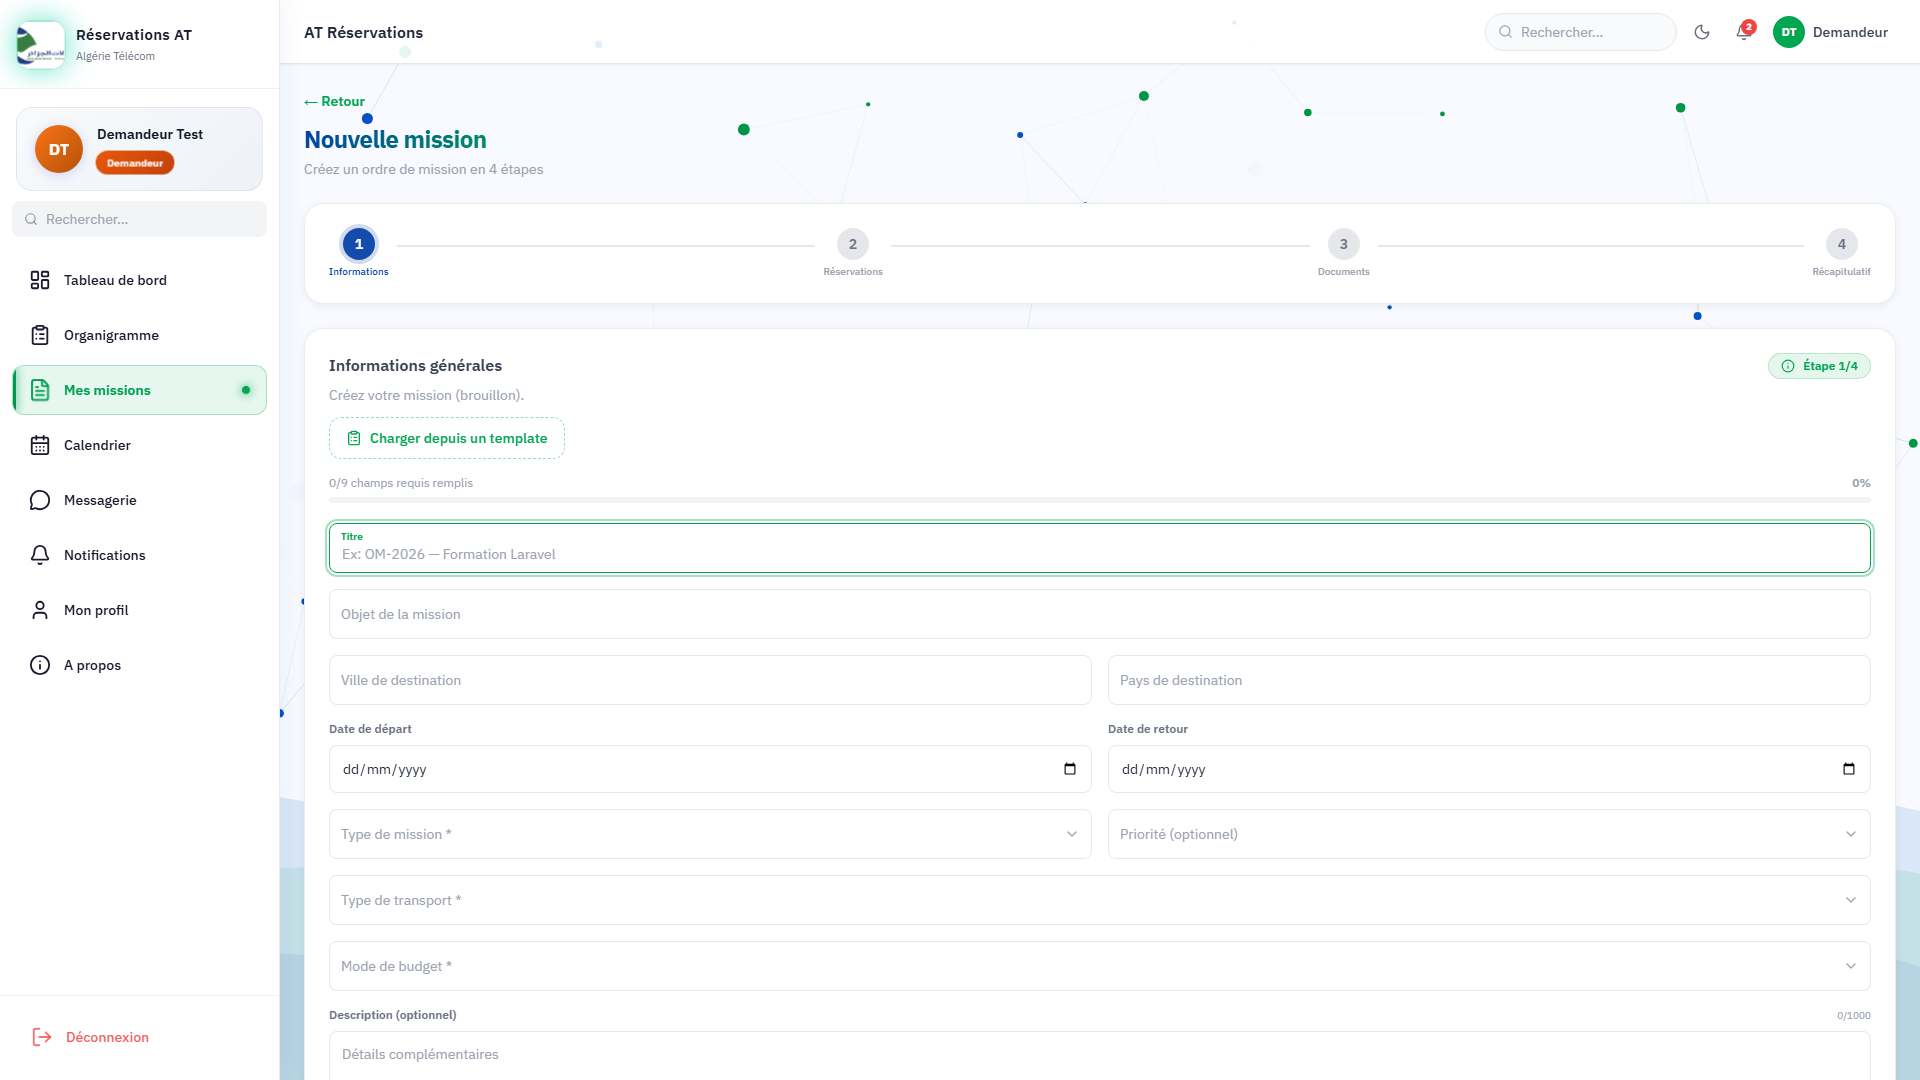 Réservations AT
Algérie Télécom
DT
Demandeur Test
Demandeur
Rechercher...
Tableau de bord
Organigramme
Mes missions
Calendrier
Messagerie
Notifications
Mon profil
A propos
Déconnexion
AT Réservations
Rechercher...
2
DT
Demandeur
← Retour
Nouvelle mission
Créez un ordre de mission en 4 étapes
1
Informations
2
Réservations
3
Documents
4
Récapitulatif
Informations générales
Étape 1/4
Créez votre mission (brouillon).
Charger depuis un template
0/9 champs requis remplis
0%
Titre
Ex: OM-2026 — Formation Laravel
Objet de la mission
Ville de destination
Pays de destination
Date de départ
Date de retour
dd/mm/yyyy
dd/mm/yyyy
Type de mission *
Priorité (optionnel)
Type de transport *
Mode de budget *
Description (optionnel)
0/1000
Détails complémentaires